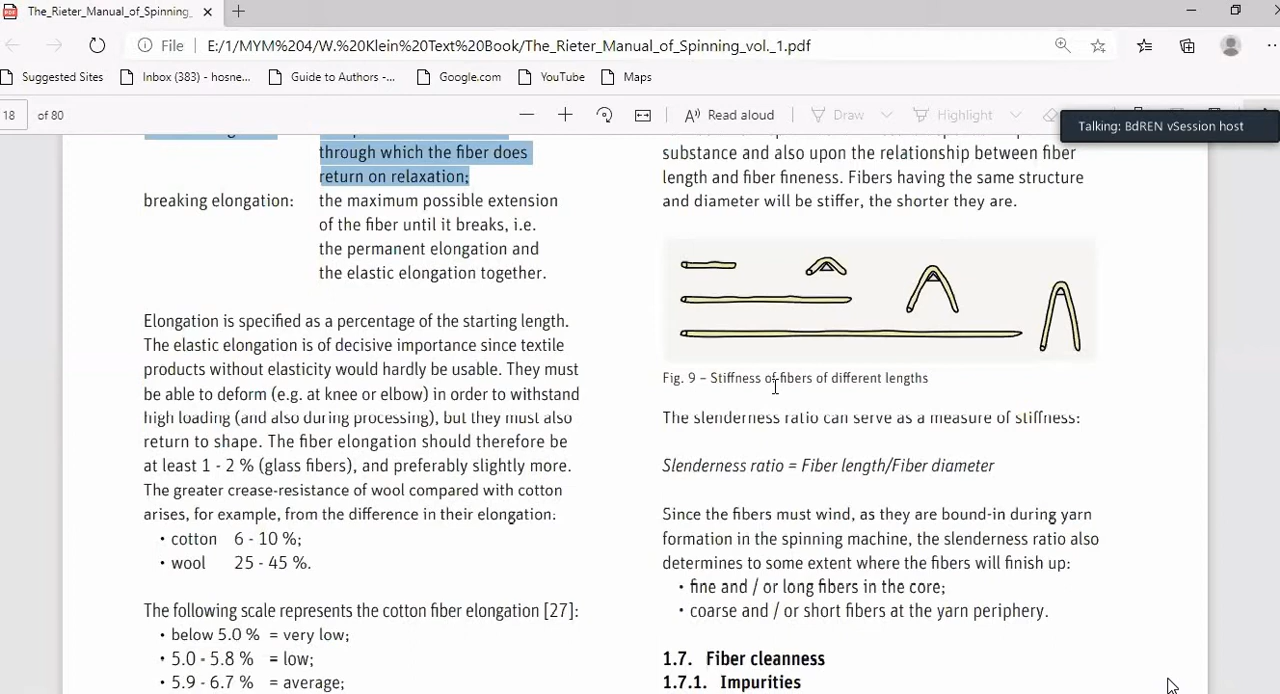 The_Rieter_Manual_of_Spinning_
File
E:/1/MYM%204/W.%20Klein%20Text%20Book/The_Rieter_Manual_of_Spinning_vol._1.pdf
Suggested Sites
Inbox (383) - hosne...
Guide to Authors -...
Google.com
YouTube
Maps
18 of 80
Read aloud
Draw
Highlight
Talking: BdREN vSession host
through which the fiber does
return on relaxation;
breaking elongation: the maximum possible extension
of the fiber until it breaks, i.e.
the permanent elongation and
the elastic elongation together.
Elongation is specified as a percentage of the starting length.
The elastic elongation is of decisive importance since textile
products without elasticity would hardly be usable. They must
be able to deform (e.g. at knee or elbow) in order to withstand
high loading (and also during processing), but they must also
return to shape. The fiber elongation should therefore be
at least 1 - 2 % (glass fibers), and preferably slightly more.
The greater crease-resistance of wool compared with cotton
arises, for example, from the difference in their elongation:
• cotton 6 - 10 %;
• wool 25 - 45 %.
The following scale represents the cotton fiber elongation [27]:
• below 5.0 % = very low;
• 5.0 - 5.8 % = low;
• 5.9 - 6.7 % = average;
substance and also upon the relationship between fiber
length and fiber fineness. Fibers having the same structure
and diameter will be stiffer, the shorter they are.
Fig. 9 – Stiffness of fibers of different lengths
The slenderness ratio can serve as a measure of stiffness:
Slenderness ratio = Fiber length/Fiber diameter
Since the fibers must wind, as they are bound-in during yarn
formation in the spinning machine, the slenderness ratio also
determines to some extent where the fibers will finish up:
• fine and / or long fibers in the core;
• coarse and / or short fibers at the yarn periphery.
1.7. Fiber cleanness
1.7.1. Impurities